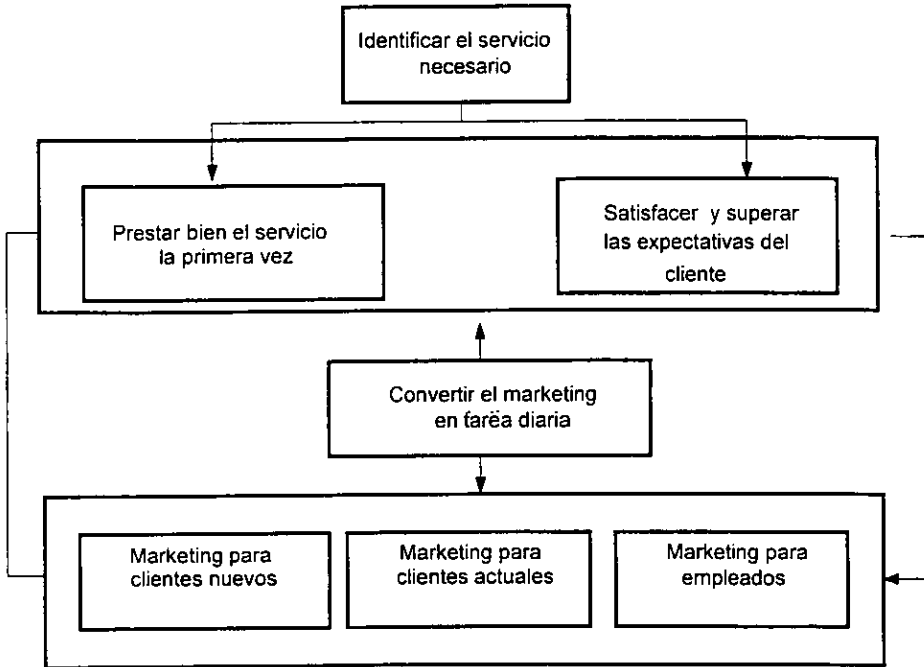 Identificar el servicio
necesario
Prestar bien el servicio
la primera vez
Satisfacer y superar
las expectativas del
cliente
Convertir el marketing
en tarea diaria
Marketing para
clientes nuevos
Marketing para
clientes actuales
Marketing para
empleados